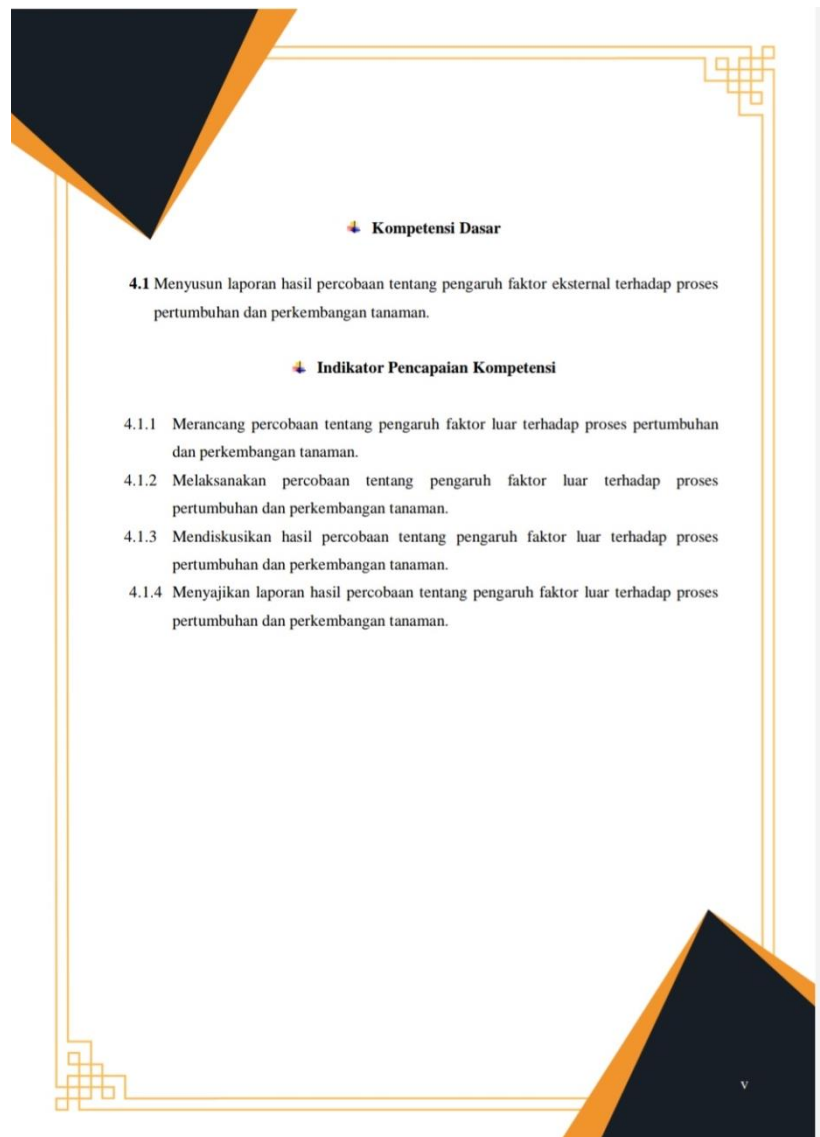 Kompetensi Dasar
4.1 Menyusun laporan hasil percobaan tentang pengaruh faktor eksternal terhadap proses
pertumbuhan dan perkembangan tanaman.
Indikator Pencapaian Kompetensi
4.1.1 Merancang percobaan tentang pengaruh faktor luar terhadap proses pertumbuhan
dan perkembangan tanaman.
4.1.2 Melaksanakan percobaan tentang pengaruh faktor luar terhadap proses
pertumbuhan dan perkembangan tanaman.
4.1.3 Mendiskusikan hasil percobaan tentang pengaruh faktor luar terhadap proses
pertumbuhan dan perkembangan tanaman.
4.1.4 Menyajikan laporan hasil percobaan tentang pengaruh faktor luar terhadap proses
pertumbuhan dan perkembangan tanaman.
v